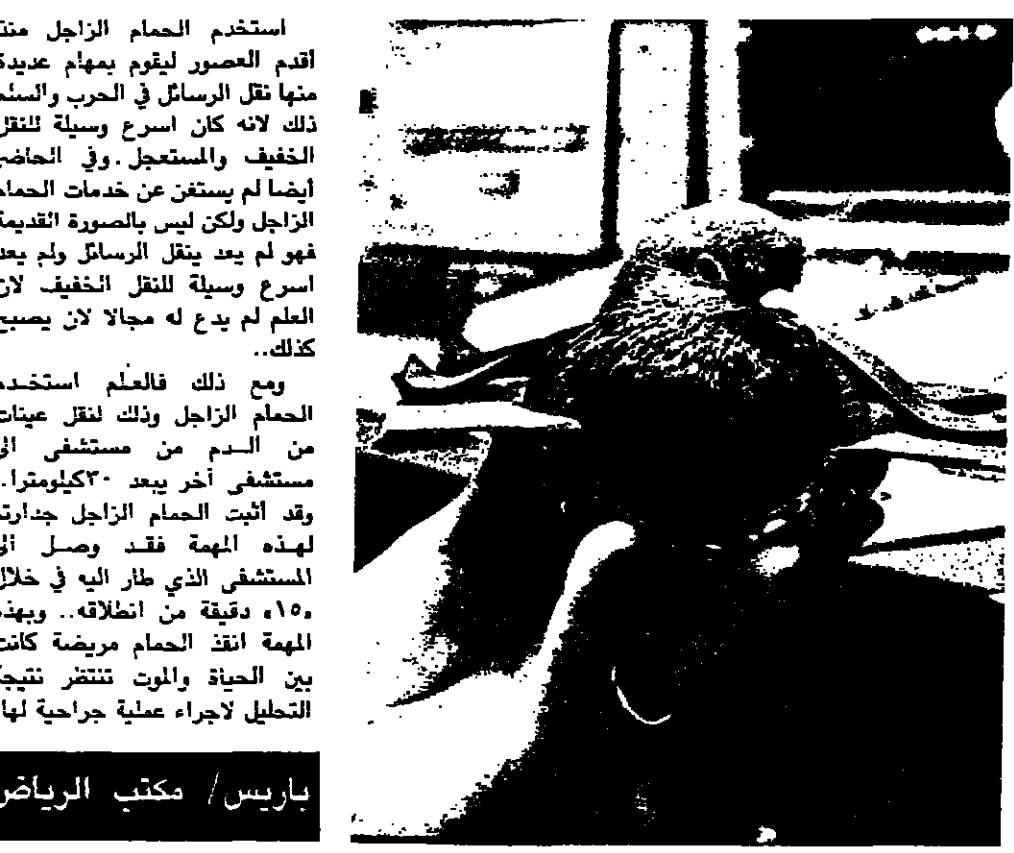 استخدم الحمام الزاجل منذ
أقدم العصور ليقوم بمهام عديدة
منها نقل الرسائل في الحرب والسلم
ذلك لانه كان اسرع وسيلة للنقل
الخفيف والمستعجل .وفي الحاضر
أيضا لم يستغن عن خدمات الحمام
الزاجل ولكن ليس بالصورة القديمة
فهو لم يعد ينقل الرسائل ولم يعد
اسرع وسيلة للنقل الخفيف لان
العلم لم يدع له مجالا لان يصبح
كذلك..
ومع ذلك فالعلم استخدم
الحمام الزاجل وذلك لنقل عينات
من الدم من مستشفى الى
مستشفى آخر يبعد ٣٠كيلومترا.
وقد أثبت الحمام الزاجل جدارته
لهذه المهمة فقد وصل الى
المستشفى الذي طار اليه في خلال
«١٥» دقيقة من انطلاقه.. وبهذه
المهمة انقذ الحمام مريضة كانت
بين الحياة والموت تنتظر نتيجة
التحليل لاجراء عملية جراحية لها
باريس/ مكتب الرياض